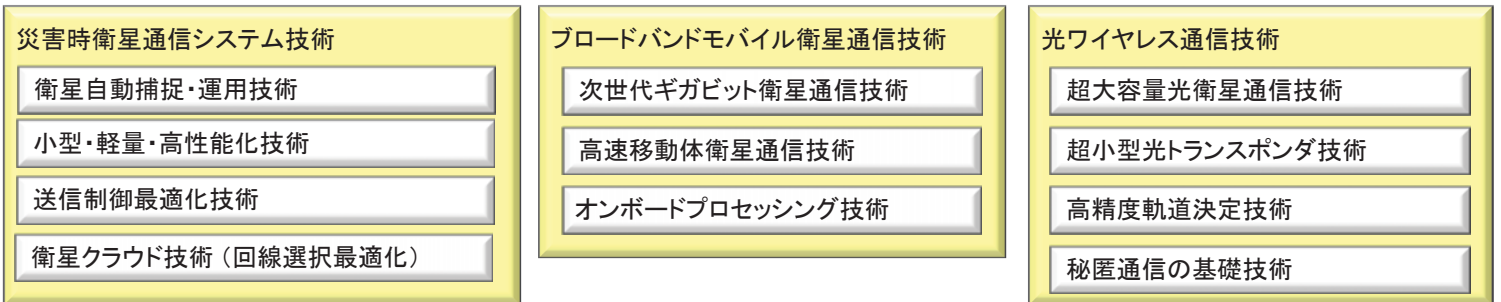 災害時衛星通信システム技術
衛星自動捕捉・運用技術
小型・軽量・高性能化技術
送信制御最適化技術
衛星クラウド技術（回線選択最適化）
ブロードバンドモバイル衛星通信技術
次世代ギガビット衛星通信技術
高速移動体衛星通信技術
オンボードプロセッシング技術
光ワイヤレス通信技術
超大容量光衛星通信技術
超小型光トランスポンダ技術
高精度軌道決定技術
秘匿通信の基礎技術